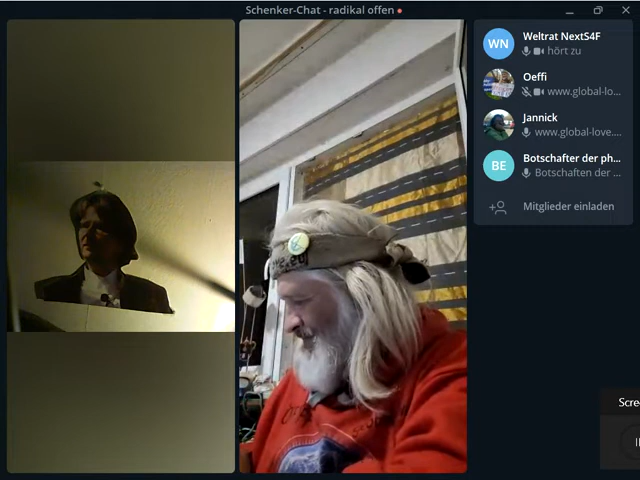 Schenker-Chat - radikal offen
WN
Weltrat NextS4F
hört zu
Oeffi
www.global-lo...
Jannick
www.global-love....
BE
Botschafter der ph...
Botschaften der ...
Mitglieder einladen
Scre